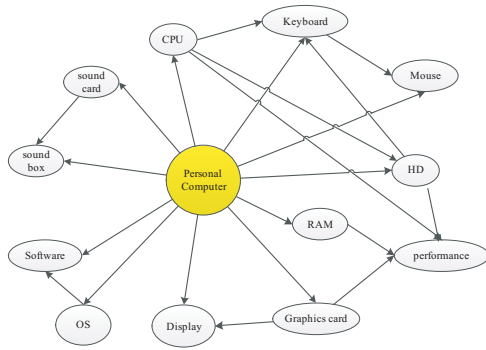 Keyboard
CPU
Mouse
sound
card
sound
box
Personal
Computer
HD
RAM
Software
performance
OS
Display
Graphics card